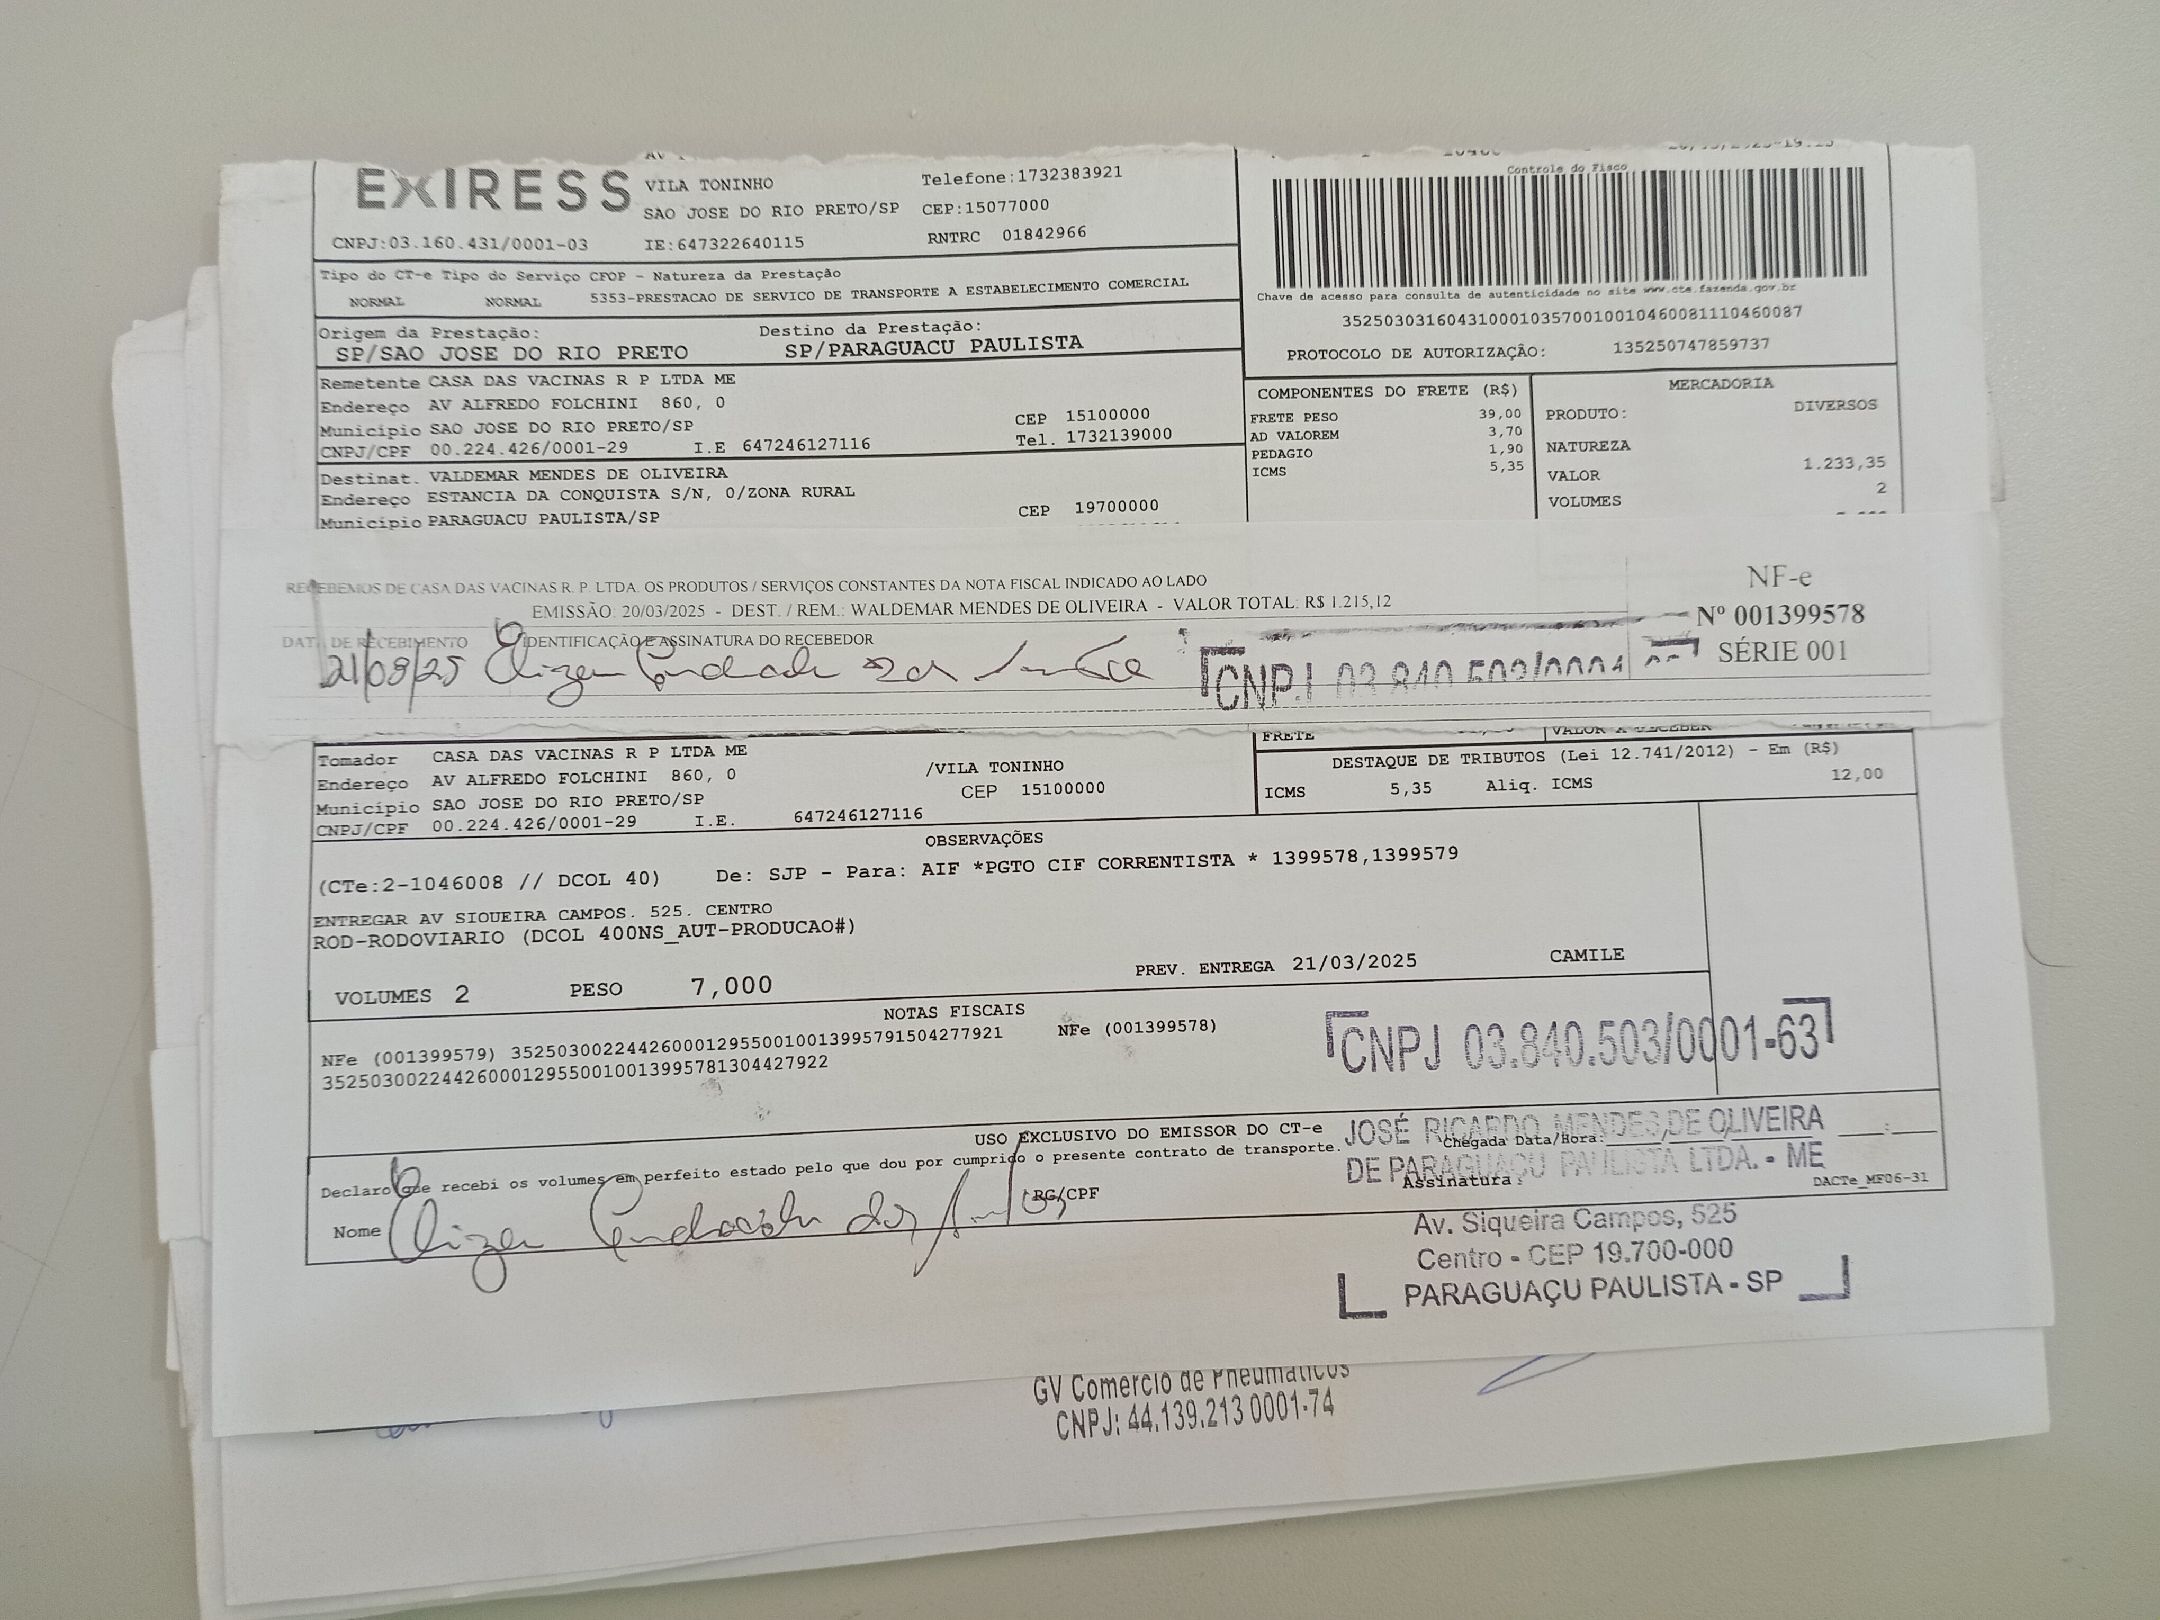 EXIRESS
VILA TONINHO
Telefone:1732383921
SAO JOSE DO RIO PRETO/SP CEP:15077000
CNPJ:03.160.431/0001-03 IE:647322640115 RNTRC 01842966
Controle do Fisco
Tipo do CT-e Tipo do Serviço CFOP - Natureza da Prestação
NORMAL NORMAL 5353-PRESTACAO DE SERVICO DE TRANSPORTE A ESTABELECIMENTO COMERCIAL
Chave de acesso para consulta de autenticidade no site www.cte.fazenda.gov.br
35250303160431000103570010010460081110460087
PROTOCOLO DE AUTORIZAÇÃO: 135250747859737
Origem da Prestação: Destino da Prestação:
SP/SAO JOSE DO RIO PRETO SP/PARAGUACU PAULISTA
Remetente CASA DAS VACINAS R P LTDA ME
Endereço AV ALFREDO FOLCHINI 860, 0
CEP 15100000
Município SAO JOSE DO RIO PRETO/SP
Tel. 1732139000
CNPJ/CPF 00.224.426/0001-29 I.E 647246127116
Destinat. VALDEMAR MENDES DE OLIVEIRA
Endereço ESTANCIA DA CONQUISTA S/N, 0/ZONA RURAL
CEP 19700000
Município PARAGUACU PAULISTA/SP
COMPONENTES DO FRETE (R$)
FRETE PESO 39,00
AD VALOREM 3,70
PEDAGIO 1,90
ICMS 5,35
MERCADORIA
PRODUTO: DIVERSOS
NATUREZA
VALOR 1.233,35
VOLUMES 2
RECEBEMOS DE CASA DAS VACINAS R. P. LTDA. OS PRODUTOS / SERVIÇOS CONSTANTES DA NOTA FISCAL INDICADO AO LADO
EMISSÃO: 20/03/2025 - DEST. / REM.: WALDEMAR MENDES DE OLIVEIRA - VALOR TOTAL: R$ 1.215,12
DATA DE RECEBIMENTO IDENTIFICAÇÃO E ASSINATURA DO RECEBEDOR
NF-e
Nº 001399578
SÉRIE 001
CNPJ 03.840.503/0001
Tomador CASA DAS VACINAS R P LTDA ME
Endereço AV ALFREDO FOLCHINI 860, 0 /VILA TONINHO
Município SAO JOSE DO RIO PRETO/SP CEP 15100000
CNPJ/CPF 00.224.426/0001-29 I.E. 647246127116
FRETE VALOR A RECEBER
DESTAQUE DE TRIBUTOS (Lei 12.741/2012) - Em (R$)
ICMS 5,35 Aliq. ICMS 12,00
OBSERVAÇÕES
(CTe:2-1046008 // DCOL 40) De: SJP - Para: AIF *PGTO CIF CORRENTISTA * 1399578,1399579
ENTREGAR AV SIQUEIRA CAMPOS. 525. CENTRO
ROD-RODOVIARIO (DCOL 400NS_AUT-PRODUCAO#)
VOLUMES 2 PESO 7,000 PREV. ENTREGA 21/03/2025 CAMILE
NOTAS FISCAIS
NFe (001399579) 35250300224426000129550010013995791504277921 NFe (001399578)
35250300224426000129550010013995781304427922
CNPJ 03.840.503/0001-63
USO EXCLUSIVO DO EMISSOR DO CT-e
JOSÉ RICARDO MENDES DE OLIVEIRA
Chegada Data/Hora:
Declaro que recebi os volumes em perfeito estado pelo que dou por cumprido o presente contrato de transporte.
DE PARAGUAÇU PAULISTA LTDA. - ME
Assinatura:
DACTe_MF06-31
Nome RG/CPF
Av. Siqueira Campos, 525
Centro - CEP 19.700-000
PARAGUAÇU PAULISTA - SP
GV Comercio de Pneumaticos
CNPJ: 44.139.213 0001-74